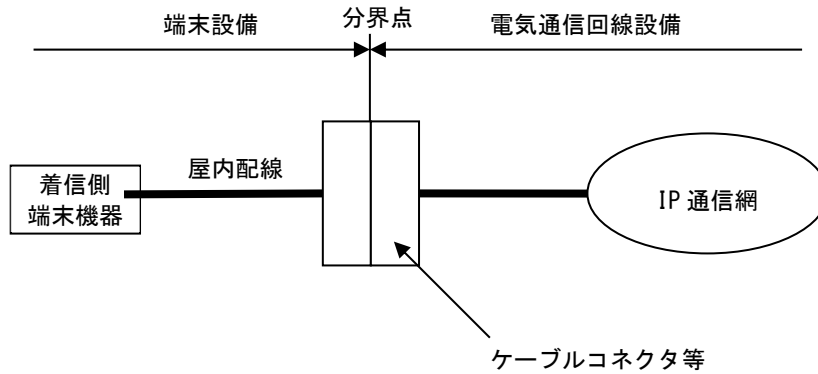 端末設備
分界点
電気通信回線設備
屋内配線
着信側
端末機器
IP 通信網
ケーブルコネクタ等